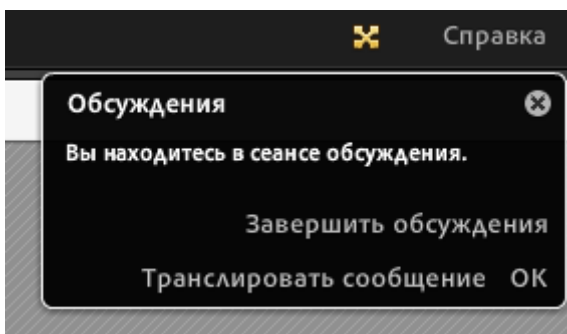 Справка
Обсуждения
Вы находитесь в сеансе обсуждения.
Завершить обсуждения
Транслировать сообщение OK